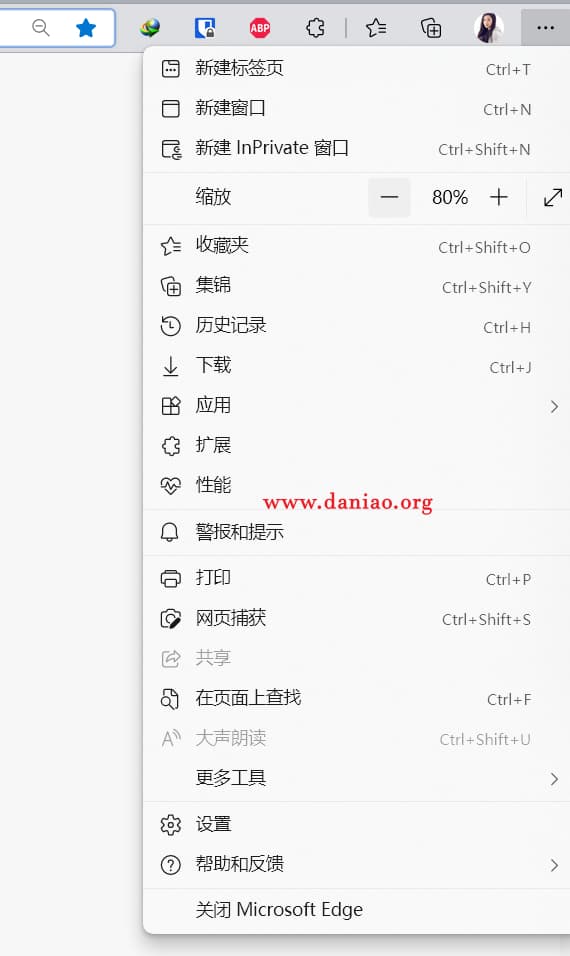 ABP
新建标签页 Ctrl+T
新建窗口 Ctrl+N
新建 InPrivate 窗口 Ctrl+Shift+N
缩放 80%
收藏夹 Ctrl+Shift+O
集锦 Ctrl+Shift+Y
历史记录 Ctrl+H
下载 Ctrl+J
应用
扩展
性能
www.daniao.org
警报和提示
打印 Ctrl+P
网页捕获 Ctrl+Shift+S
共享
在页面上查找 Ctrl+F
大声朗读 Ctrl+Shift+U
更多工具
设置
帮助和反馈
关闭 Microsoft Edge